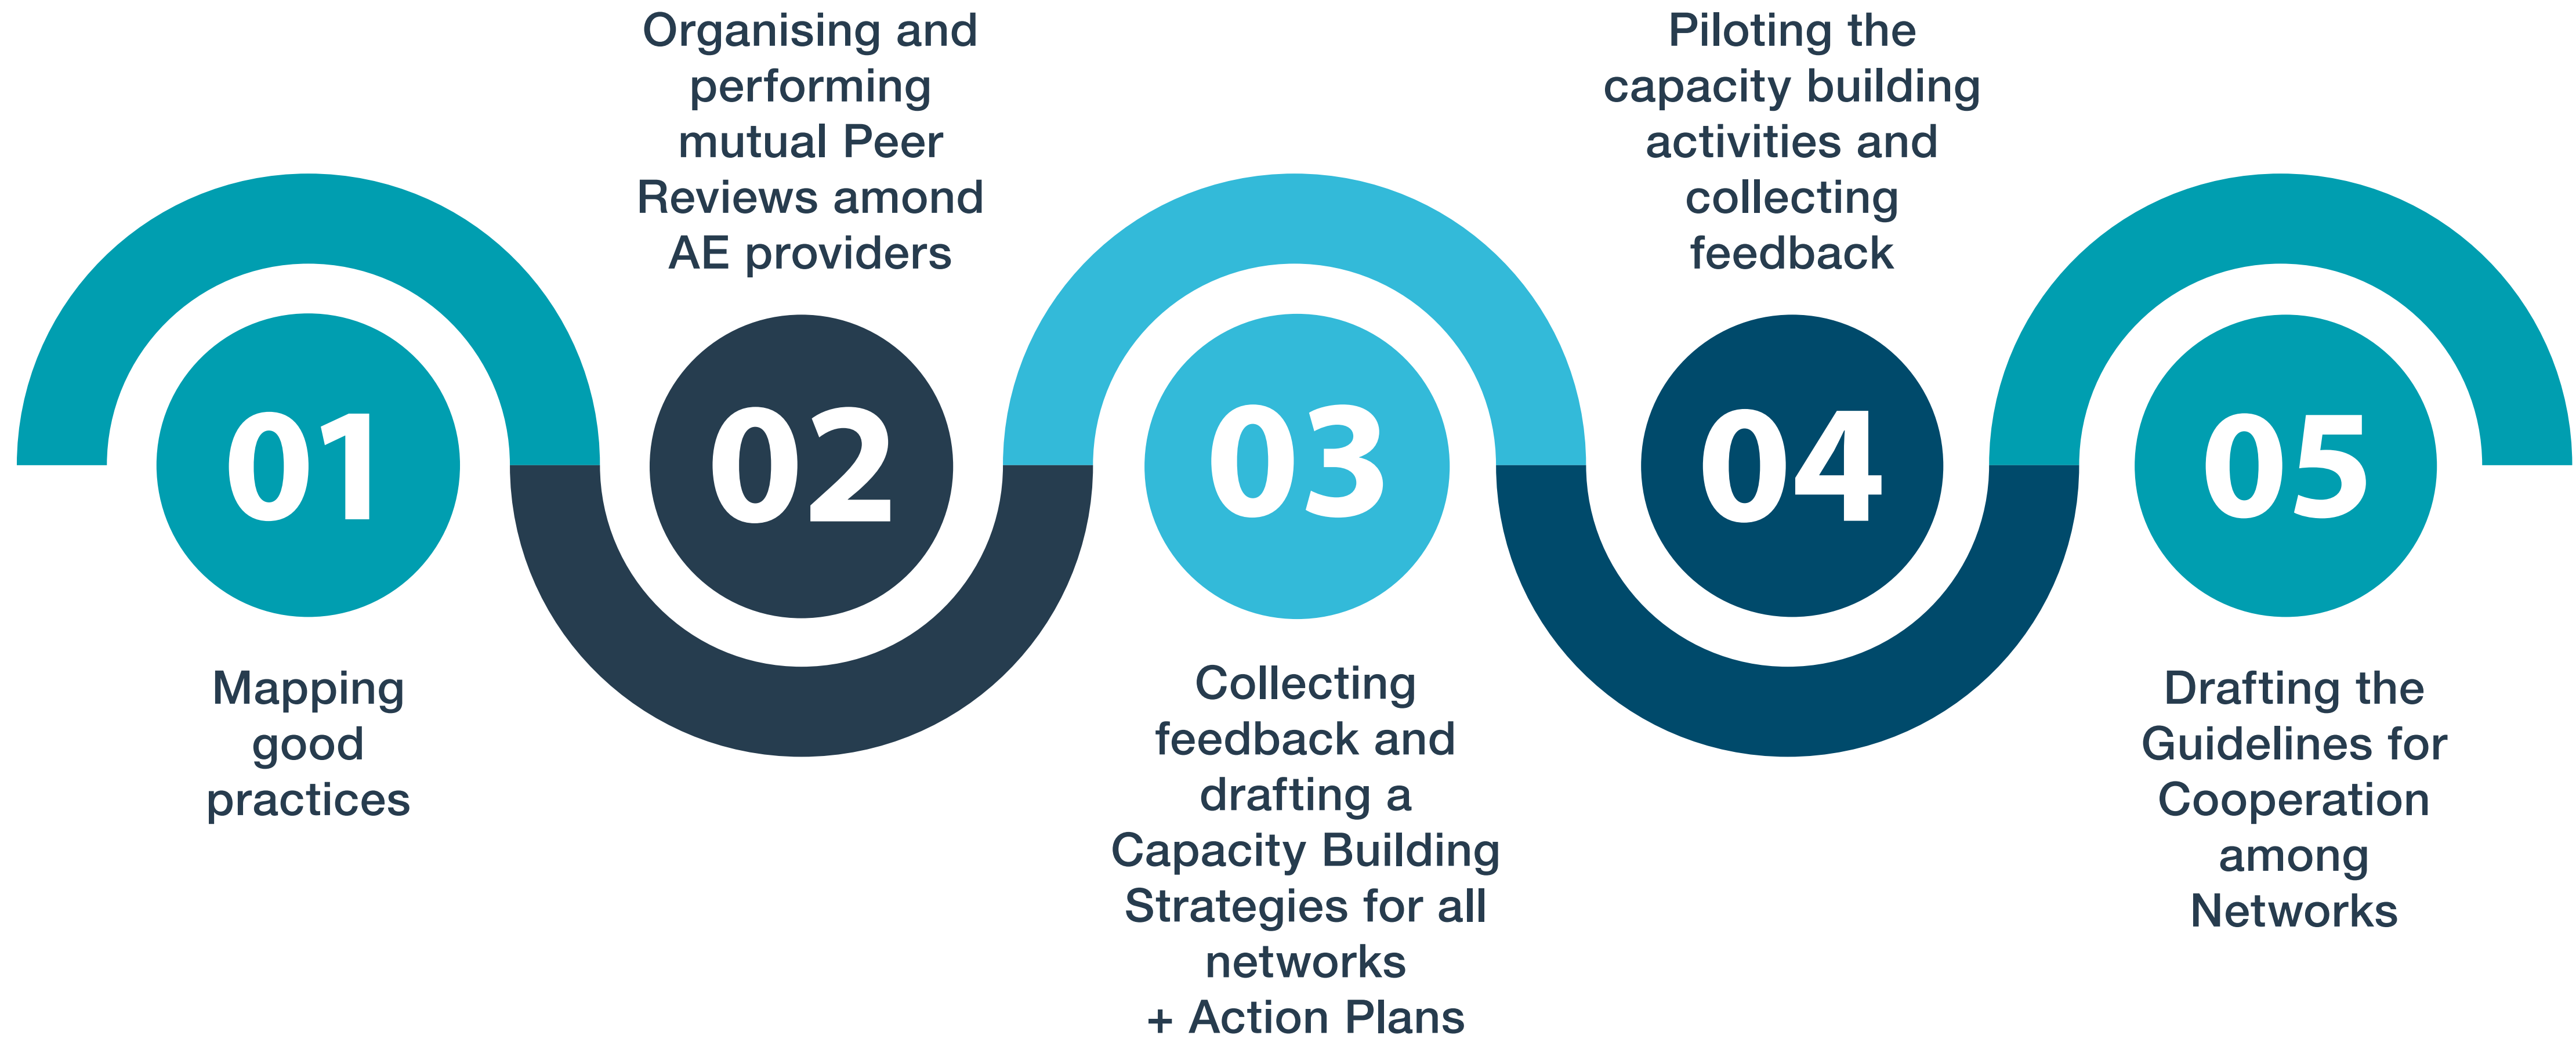 01
Mapping
good
practices
Organising and
performing
mutual Peer
Reviews amond
AE providers
02
03
Collecting
feedback and
drafting a
Capacity Building
Strategies for all
networks
+ Action Plans
Piloting the
capacity building
activities and
collecting
feedback
04
05
Drafting the
Guidelines for
Cooperation
among
Networks